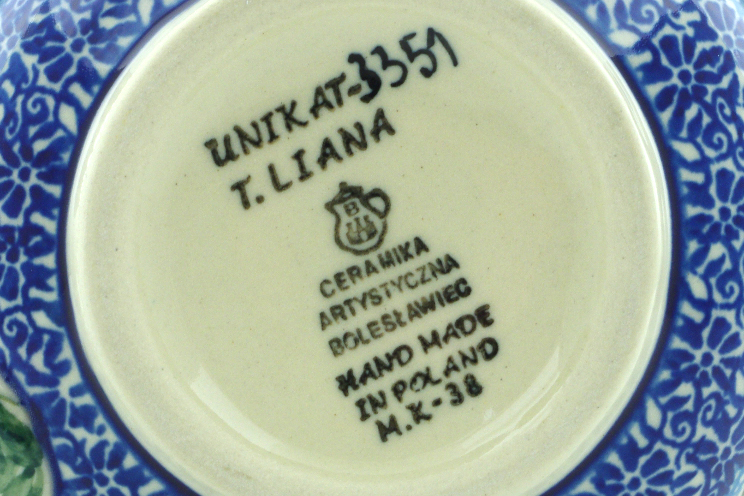 UNIKAT-3351
T. LIANA
B
CERAMIKA
ARTYSTYCZNA
BOLESŁAWIEC
HAND MADE
IN POLAND
M.K-38